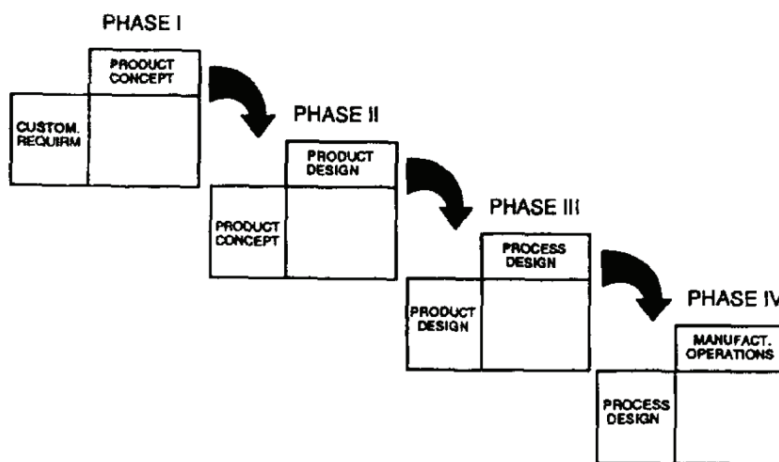 PHASE I
PRODUCT
CONCEPT
CUSTOM.
REQUIRM
PHASE II
PRODUCT
DESIGN
PRODUCT
CONCEPT
PHASE III
PROCESS
DESIGN
PRODUCT
DESIGN
PHASE IV
MANUFACT.
OPERATIONS
PROCESS
DESIGN